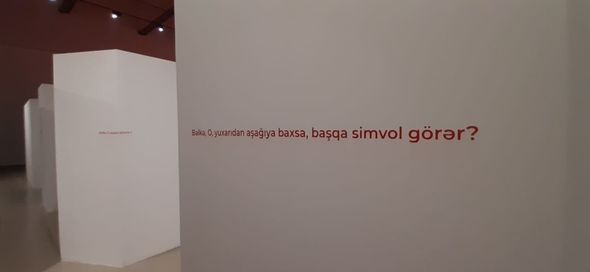 Bəlkə, O, yuxarıdan aşağıya baxsa, başqa simvol görər?